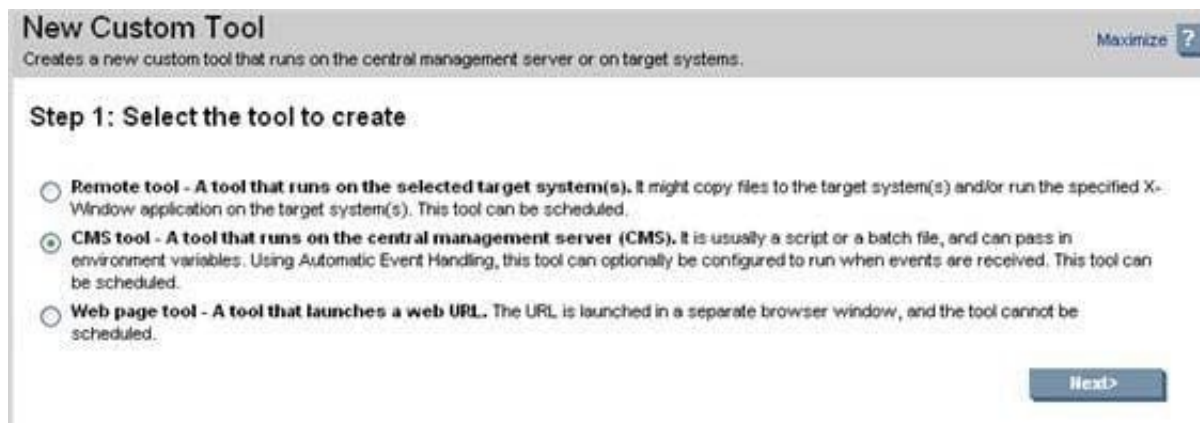 New Custom Tool
Maximize ?
Creates a new custom tool that runs on the central management server or on target systems.
Step 1: Select the tool to create
Remote tool - A tool that runs on the selected target system(s). It might copy files to the target system(s) and/or run the specified X-
Window application on the target system(s). This tool can be scheduled.
CMS tool - A tool that runs on the central management server (CMS). It is usually a script or a batch file, and can pass in
environment variables. Using Automatic Event Handling, this tool can optionally be configured to run when events are received. This tool can
be scheduled.
Web page tool - A tool that launches a web URL. The URL is launched in a separate browser window, and the tool cannot be
scheduled.
Next>